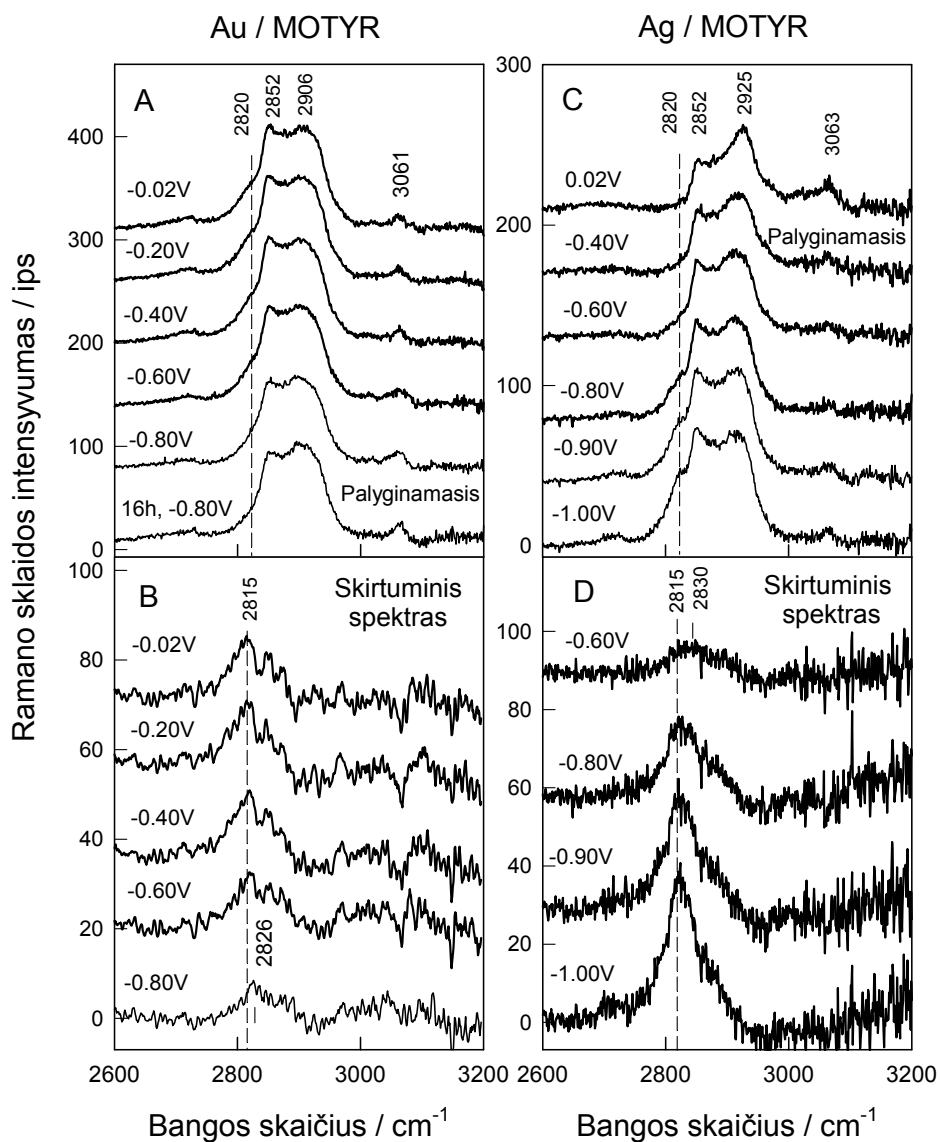 Au / MOTYR
Ag / MOTYR
Ramano sklaidos intensyvumas / ips
A
2820
2852
2906
3061
400
300
200
100
0
-0.02V
-0.20V
-0.40V
-0.60V
-0.80V
Palyginamasis
16h, -0.80V
C
2820
2852
2925
3063
300
200
100
0
0.02V
Palyginamasis
-0.40V
-0.60V
-0.80V
-0.90V
-1.00V
B
2815
Skirtuminis
spektras
100
80
60
40
20
0
-0.02V
-0.20V
-0.40V
-0.60V
2826
-0.80V
2600
2800
3000
3200
Bangos skaičius / cm-1
D
2815
2830
Skirtuminis
spektras
100
80
60
40
20
0
-0.60V
-0.80V
-0.90V
-1.00V
2600
2800
3000
3200
Bangos skaičius / cm-1